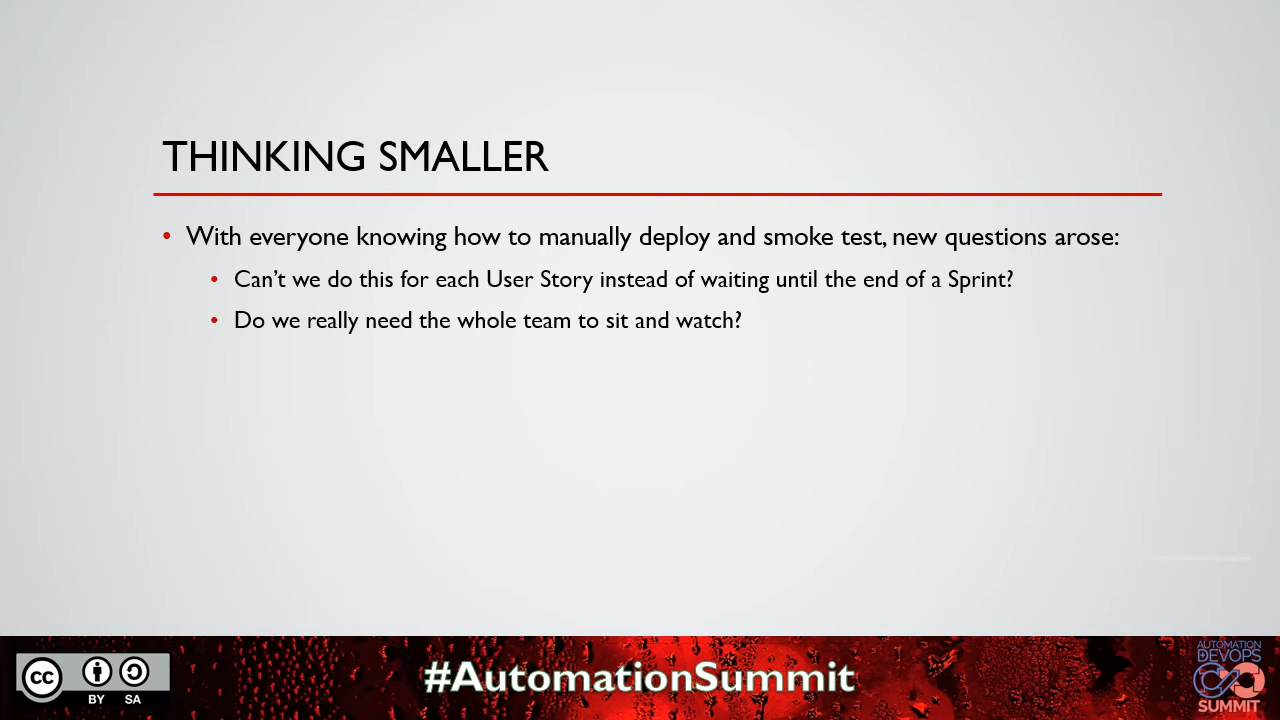 THINKING SMALLER
• With everyone knowing how to manually deploy and smoke test, new questions arose:
• Can’t we do this for each User Story instead of waiting until the end of a Sprint?
• Do we really need the whole team to sit and watch?
cc
BY SA
#AutomationSummit
AUTOMATION
DEVOPS
SUMMIT